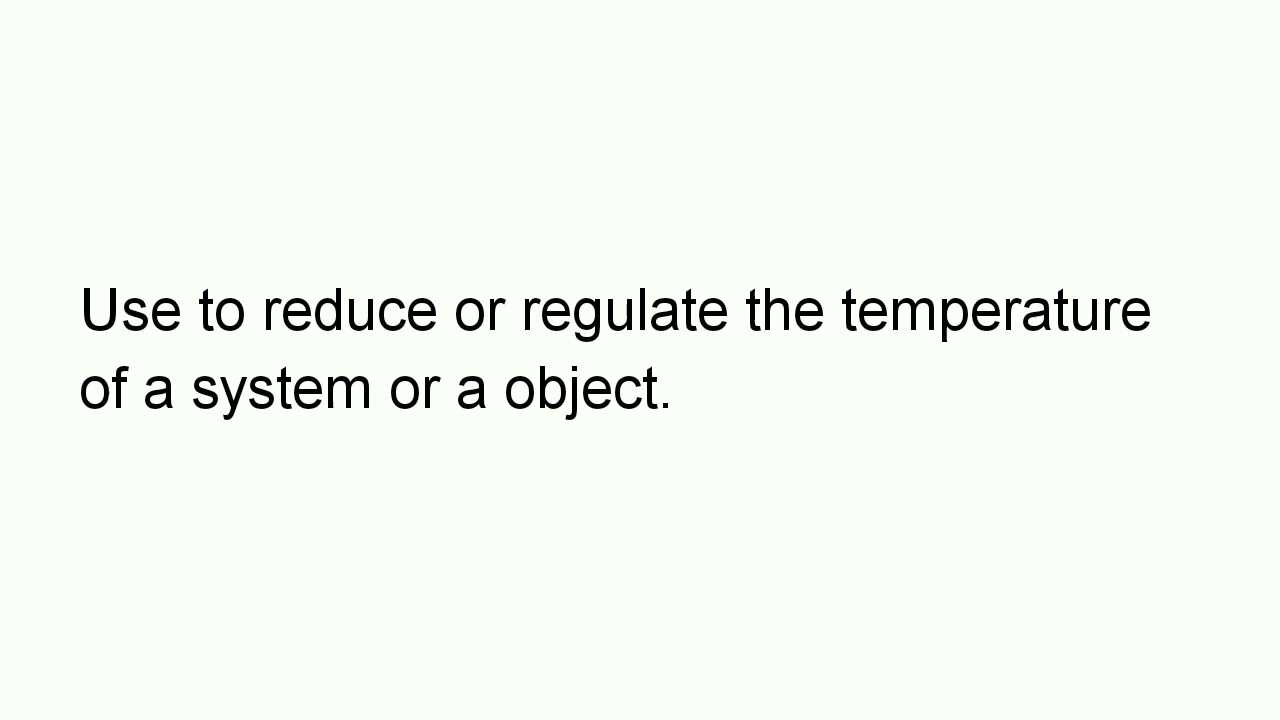 Use to reduce or regulate the temperature
of a system or a object.